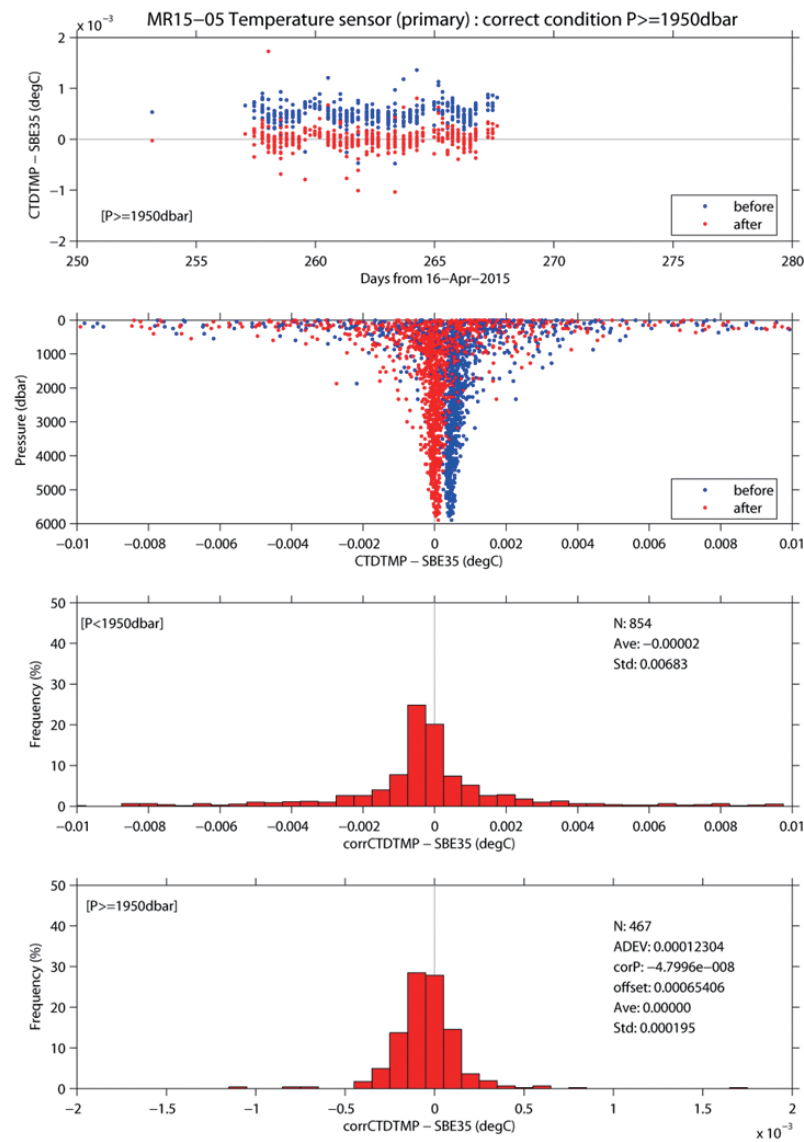 MR15−05 Temperature sensor (primary) : correct condition P>=1950dbar
x 10−3
2
1
0
−1
−2
CTDTMP − SBE35 (degC)
[P>=1950dbar]
before
after
250 255 260 265 270 275 280
Days from 16−Apr−2015
0
1000
2000
3000
4000
5000
6000
Pressure (dbar)
before
after
−0.01 −0.008 −0.006 −0.004 −0.002 0 0.002 0.004 0.006 0.008 0.01
CTDTMP − SBE35 (degC)
50
40
30
20
10
0
Frequency (%)
[P<1950dbar]
N: 854
Ave: −0.00002
Std: 0.00683
−0.01 −0.008 −0.006 −0.004 −0.002 0 0.002 0.004 0.006 0.008 0.01
corrCTDTMP − SBE35 (degC)
50
40
30
20
10
0
Frequency (%)
[P>=1950dbar]
N: 467
ADEV: 0.00012304
corP: −4.7996e−008
offset: 0.00065406
Ave: 0.00000
Std: 0.000195
−2 −1.5 −1 −0.5 0 0.5 1 1.5 2
corrCTDTMP − SBE35 (degC)
x 10−3